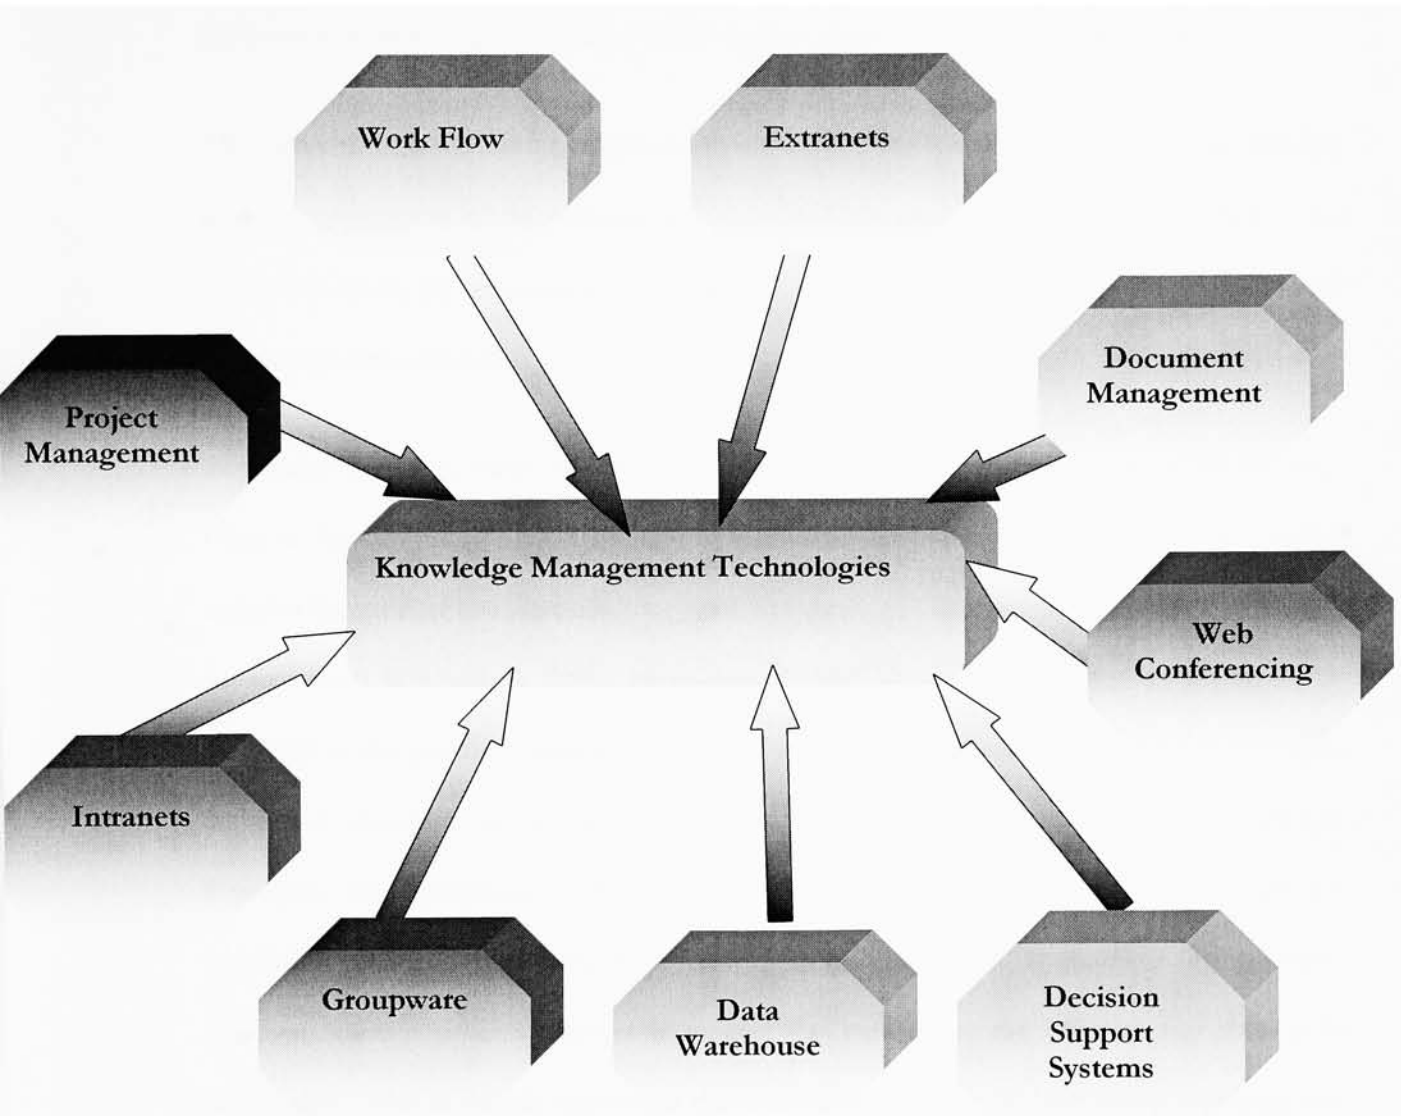 Work Flow
Extranets
Document
Management
Project
Management
Knowledge Management Technologies
Web
Conferencing
Intranets
Groupware
Data
Warehouse
Decision
Support
Systems